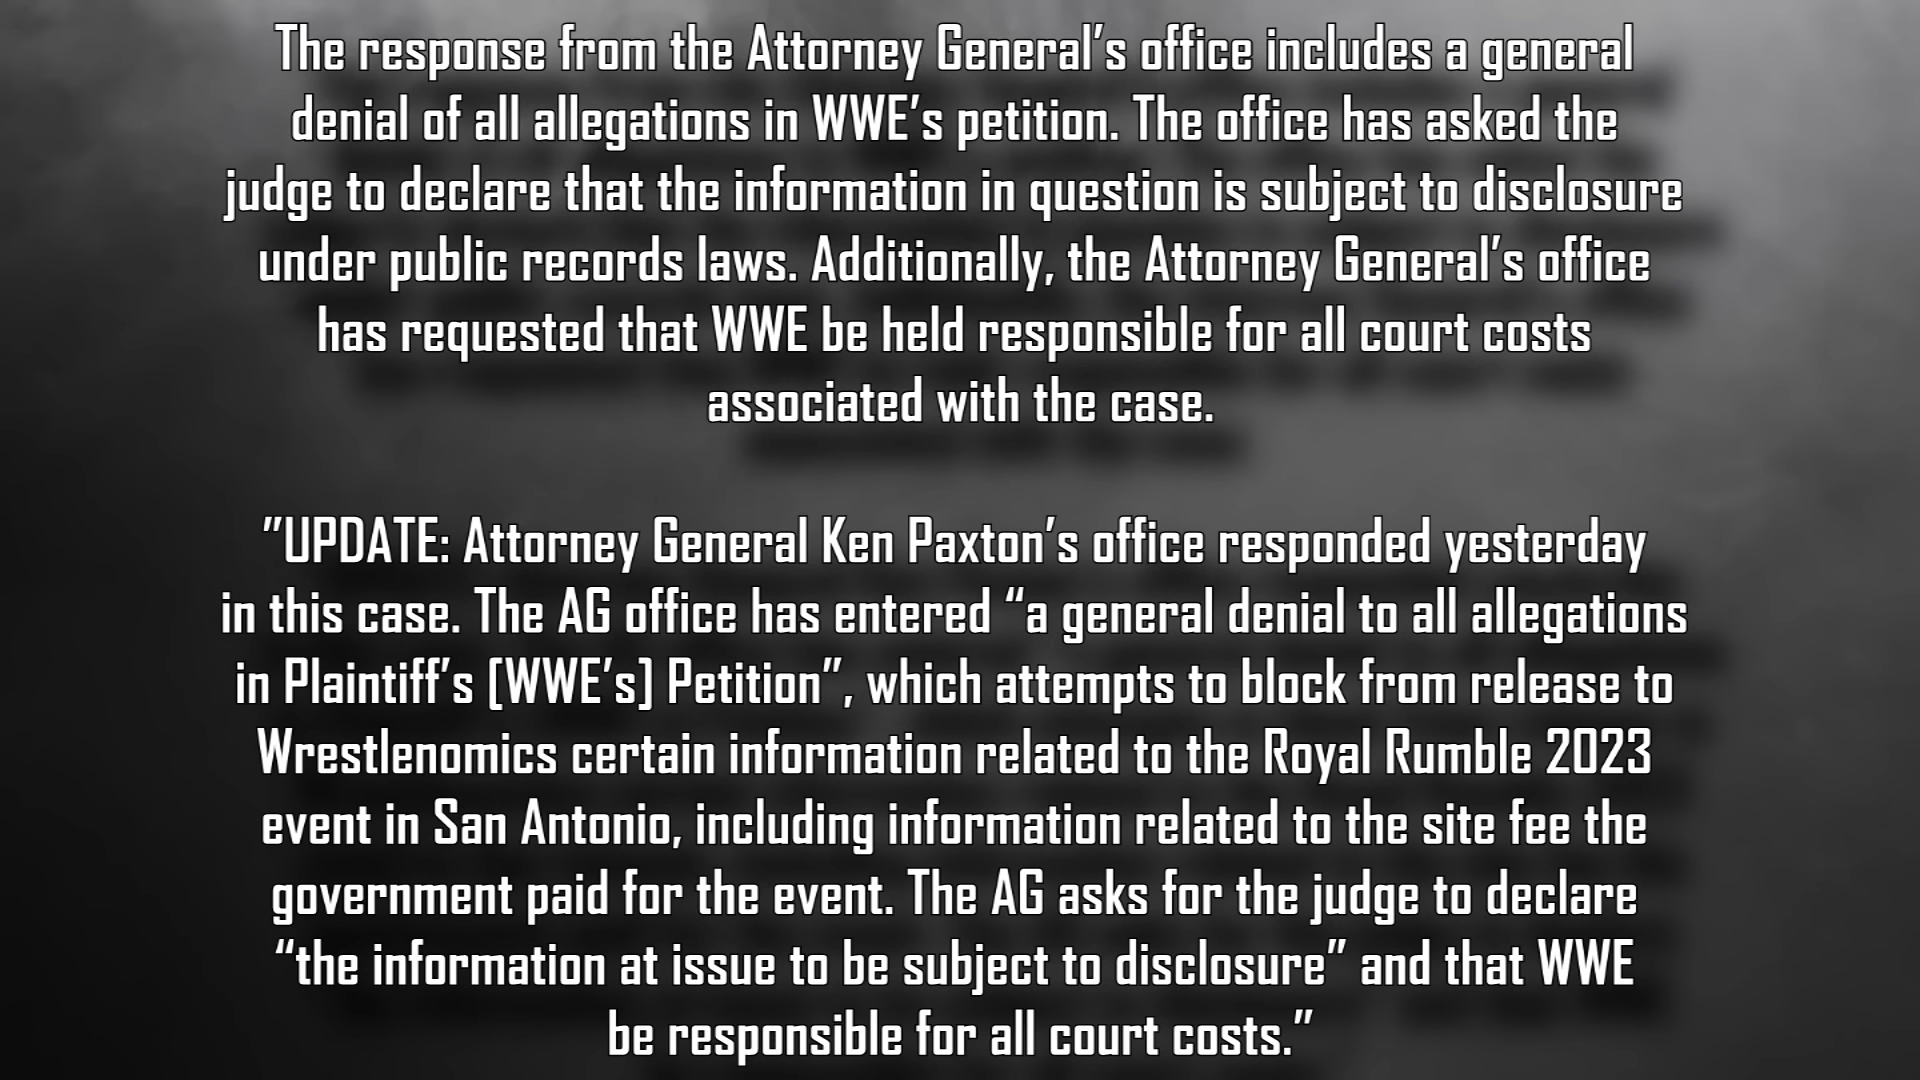 The response from the Attorney General’s office includes a general
denial of all allegations in WWE’s petition. The office has asked the
judge to declare that the information in question is subject to disclosure
under public records laws. Additionally, the Attorney General’s office
has requested that WWE be held responsible for all court costs
associated with the case.
"UPDATE: Attorney General Ken Paxton’s office responded yesterday
in this case. The AG office has entered “a general denial to all allegations
in Plaintiff’s [WWE’s] Petition”, which attempts to block from release to
Wrestlenomics certain information related to the Royal Rumble 2023
event in San Antonio, including information related to the site fee the
government paid for the event. The AG asks for the judge to declare
“the information at issue to be subject to disclosure” and that WWE
be responsible for all court costs.”